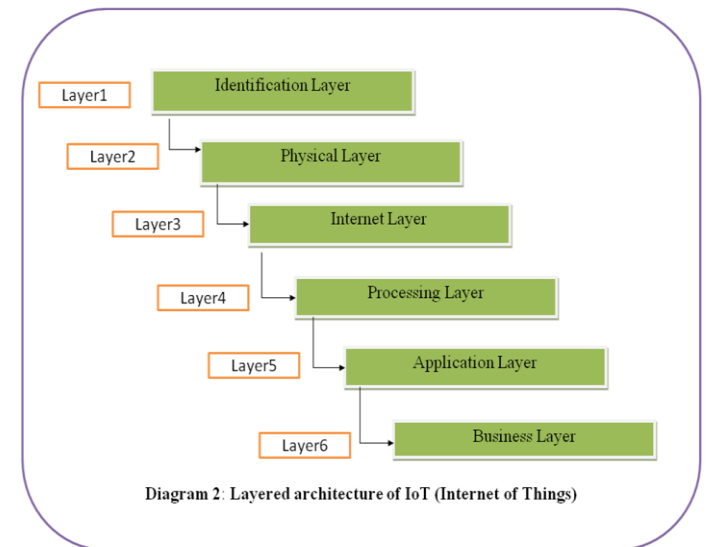 Layer1
Identification Layer
Layer2
Physical Layer
Layer3
Internet Layer
Layer4
Processing Layer
Layer5
Application Layer
Layer6
Business Layer
Diagram 2: Layered architecture of IoT (Internet of Things)